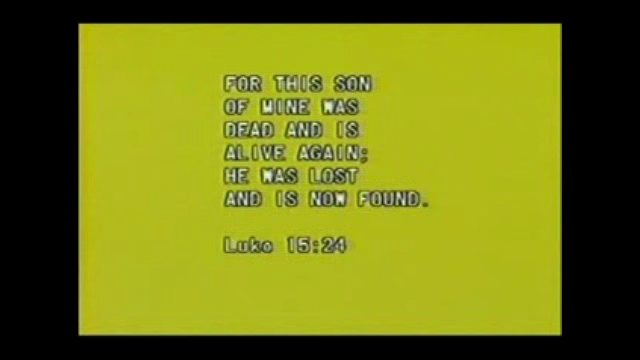 FOR THIS SON
OF MINE WAS
DEAD AND IS
ALIVE AGAIN;
HE WAS LOST
AND IS NOW FOUND.
Luke 15:24